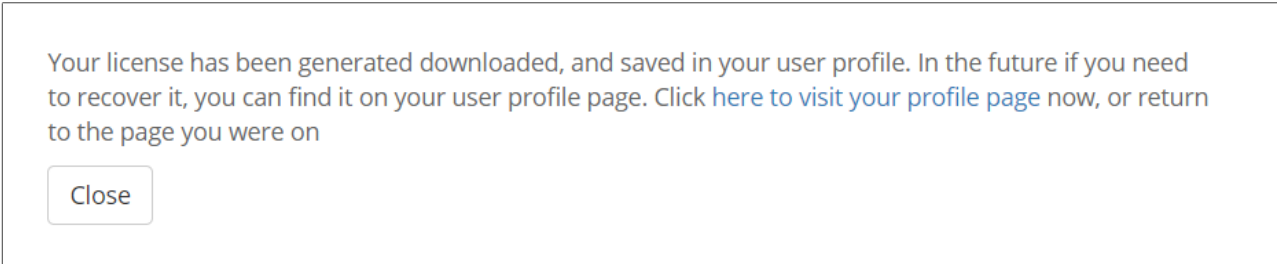 Your license has been generated downloaded, and saved in your user profile. In the future if you need
to recover it, you can find it on your user profile page. Click here to visit your profile page now, or return
to the page you were on
Close